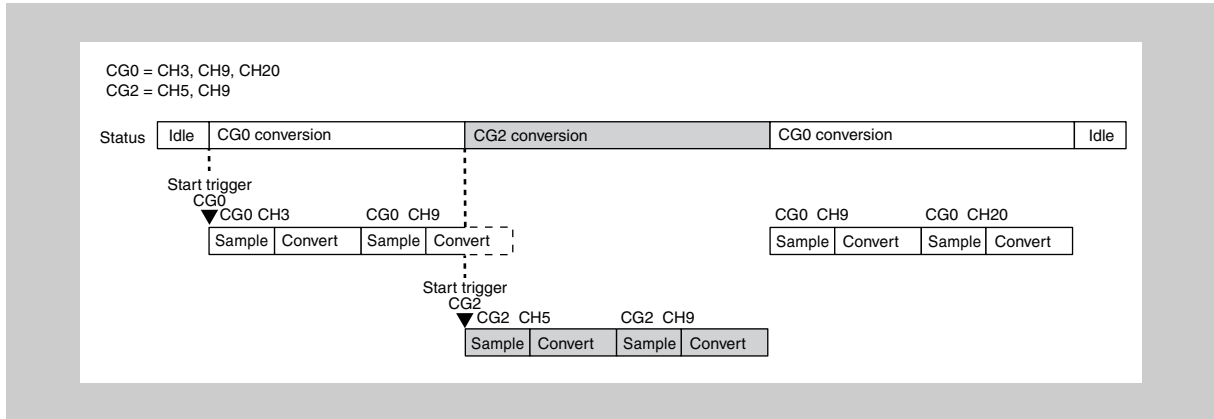 CG0 = CH3, CH9, CH20
CG2 = CH5, CH9
Status Idle CG0 conversion CG2 conversion CG0 conversion Idle
Start trigger
CG0
CG0 CH3 CG0 CH9 CG0 CH9 CG0 CH20
Sample Convert Sample Convert Sample Convert Sample Convert
Start trigger
CG2
CG2 CH5 CG2 CH9
Sample Convert Sample Convert